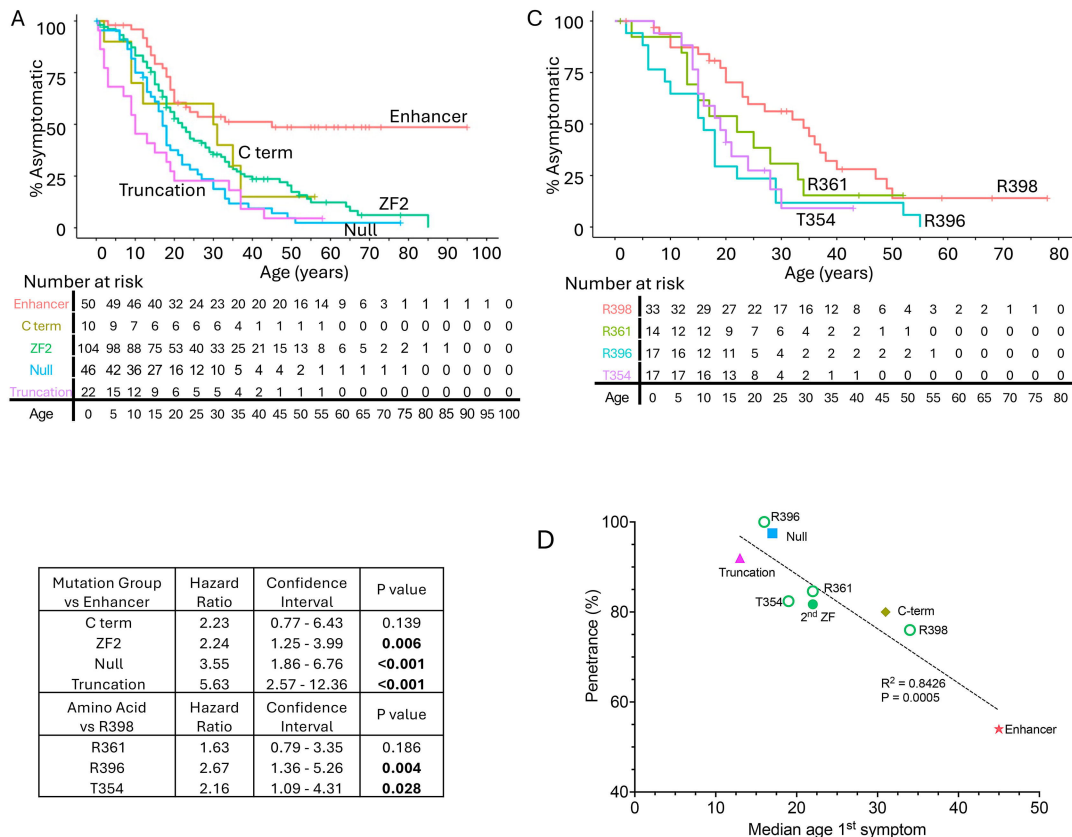 A
% Asymptomatic
100
75
50
25
0
Enhancer
C term
Truncation
ZF2
Null
0 10 20 30 40 50 60 70 80 90 100
Age (years)
Number at risk
Enhancer 50 49 46 40 32 24 23 20 20 20 16 14 9 6 3 1 1 1 1 1 0
C term 10 9 7 6 6 6 6 4 1 1 1 1 0 0 0 0 0 0 0 0 0
ZF2 104 98 88 75 53 40 33 25 21 15 13 8 6 5 2 2 1 1 0 0 0
Null 46 42 36 27 16 12 10 5 4 4 2 1 1 1 1 1 0 0 0 0 0
Truncation 22 15 12 9 6 5 5 4 2 1 1 1 0 0 0 0 0 0 0 0 0
Age 0 5 10 15 20 25 30 35 40 45 50 55 60 65 70 75 80 85 90 95 100
C
% Asymptomatic
100
75
50
25
0
R361
R398
T354
R396
0 10 20 30 40 50 60 70 80
Age (years)
Number at risk
R398 33 32 29 27 22 17 16 12 8 6 4 3 2 2 1 1 0
R361 14 12 12 9 7 6 4 2 2 1 1 0 0 0 0 0 0
R396 17 16 12 11 5 4 2 2 2 2 2 1 0 0 0 0 0
T354 17 17 16 13 8 4 2 1 1 0 0 0 0 0 0 0 0
Age 0 5 10 15 20 25 30 35 40 45 50 55 60 65 70 75 80
Mutation Group vs Enhancer Hazard Ratio Confidence Interval P value
C term 2.23 0.77 - 6.43 0.139
ZF2 2.24 1.25 - 3.99 0.006
Null 3.55 1.86 - 6.76 <0.001
Truncation 5.63 2.57 - 12.36 <0.001
Amino Acid vs R398 Hazard Ratio Confidence Interval P value
R361 1.63 0.79 - 3.35 0.186
R396 2.67 1.36 - 5.26 0.004
T354 2.16 1.09 - 4.31 0.028
D
Penetrance (%)
100
80
60
40
R396
Null
Truncation
R361
T354
2nd ZF
C-term
R398
R2 = 0.8426
P = 0.0005
Enhancer
0 10 20 30 40 50
Median age 1st symptom